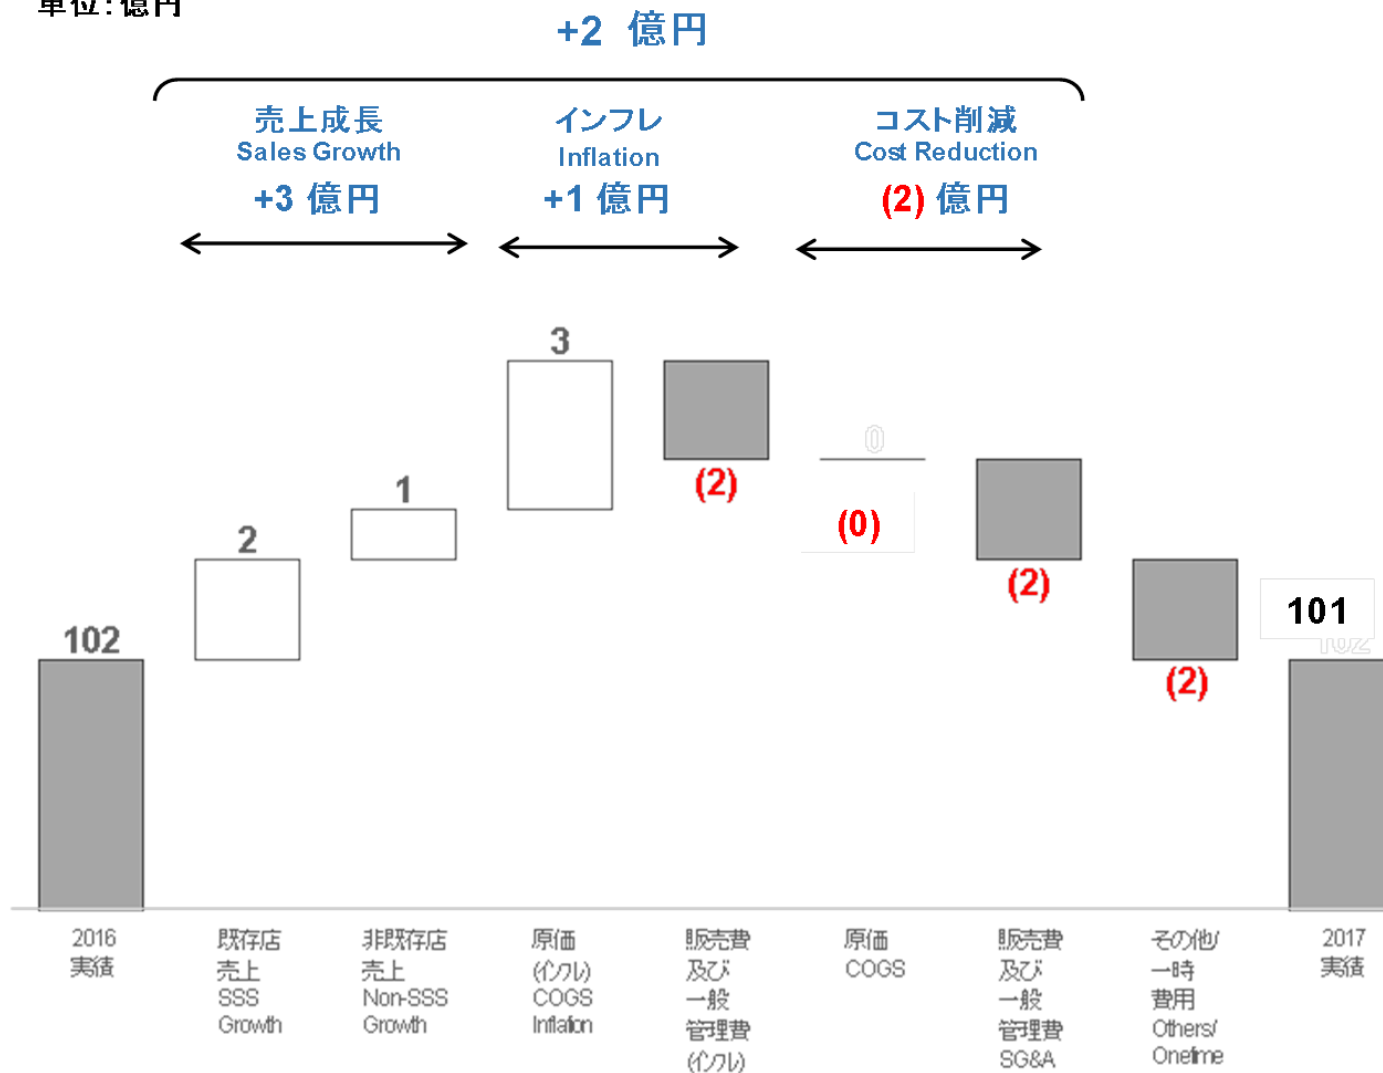 単位：億円
+2 億円
売上成長
Sales Growth
+3 億円
インフレ
Inflation
+1 億円
コスト削減
Cost Reduction
(2) 億円
3
0
(2)
1
(0)
2
(2)
101
102
102
(2)
2016
実績
既存店
売上
SSS
Growth
非既存店
売上
Non-SSS
Growth
原価
(インフレ)
COGS
Inflation
販売費
及び
一般
管理費
(インフレ)
原価
COGS
販売費
及び
一般
管理費
SG&A
その他/
一時
費用
Others/
Onetime
2017
実績